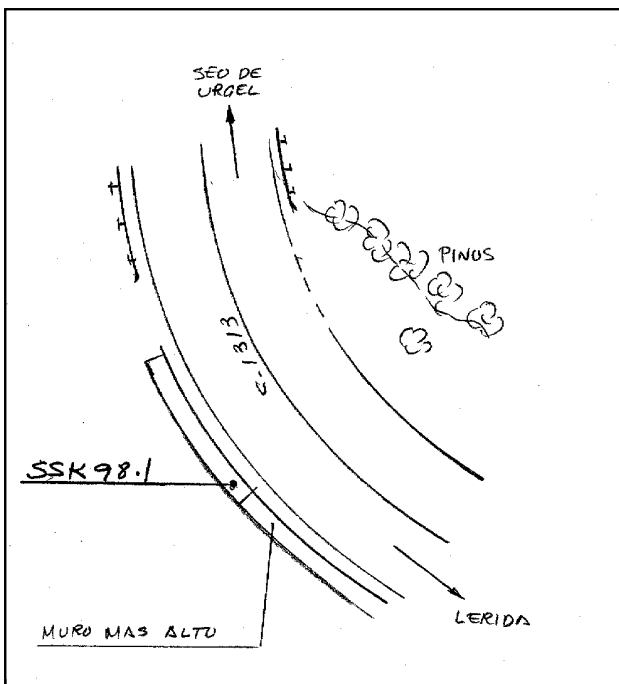 SEO DE
URGEL
PINUS
C-1313
SSK98.1
LERIDA
MURO MAS ALTO